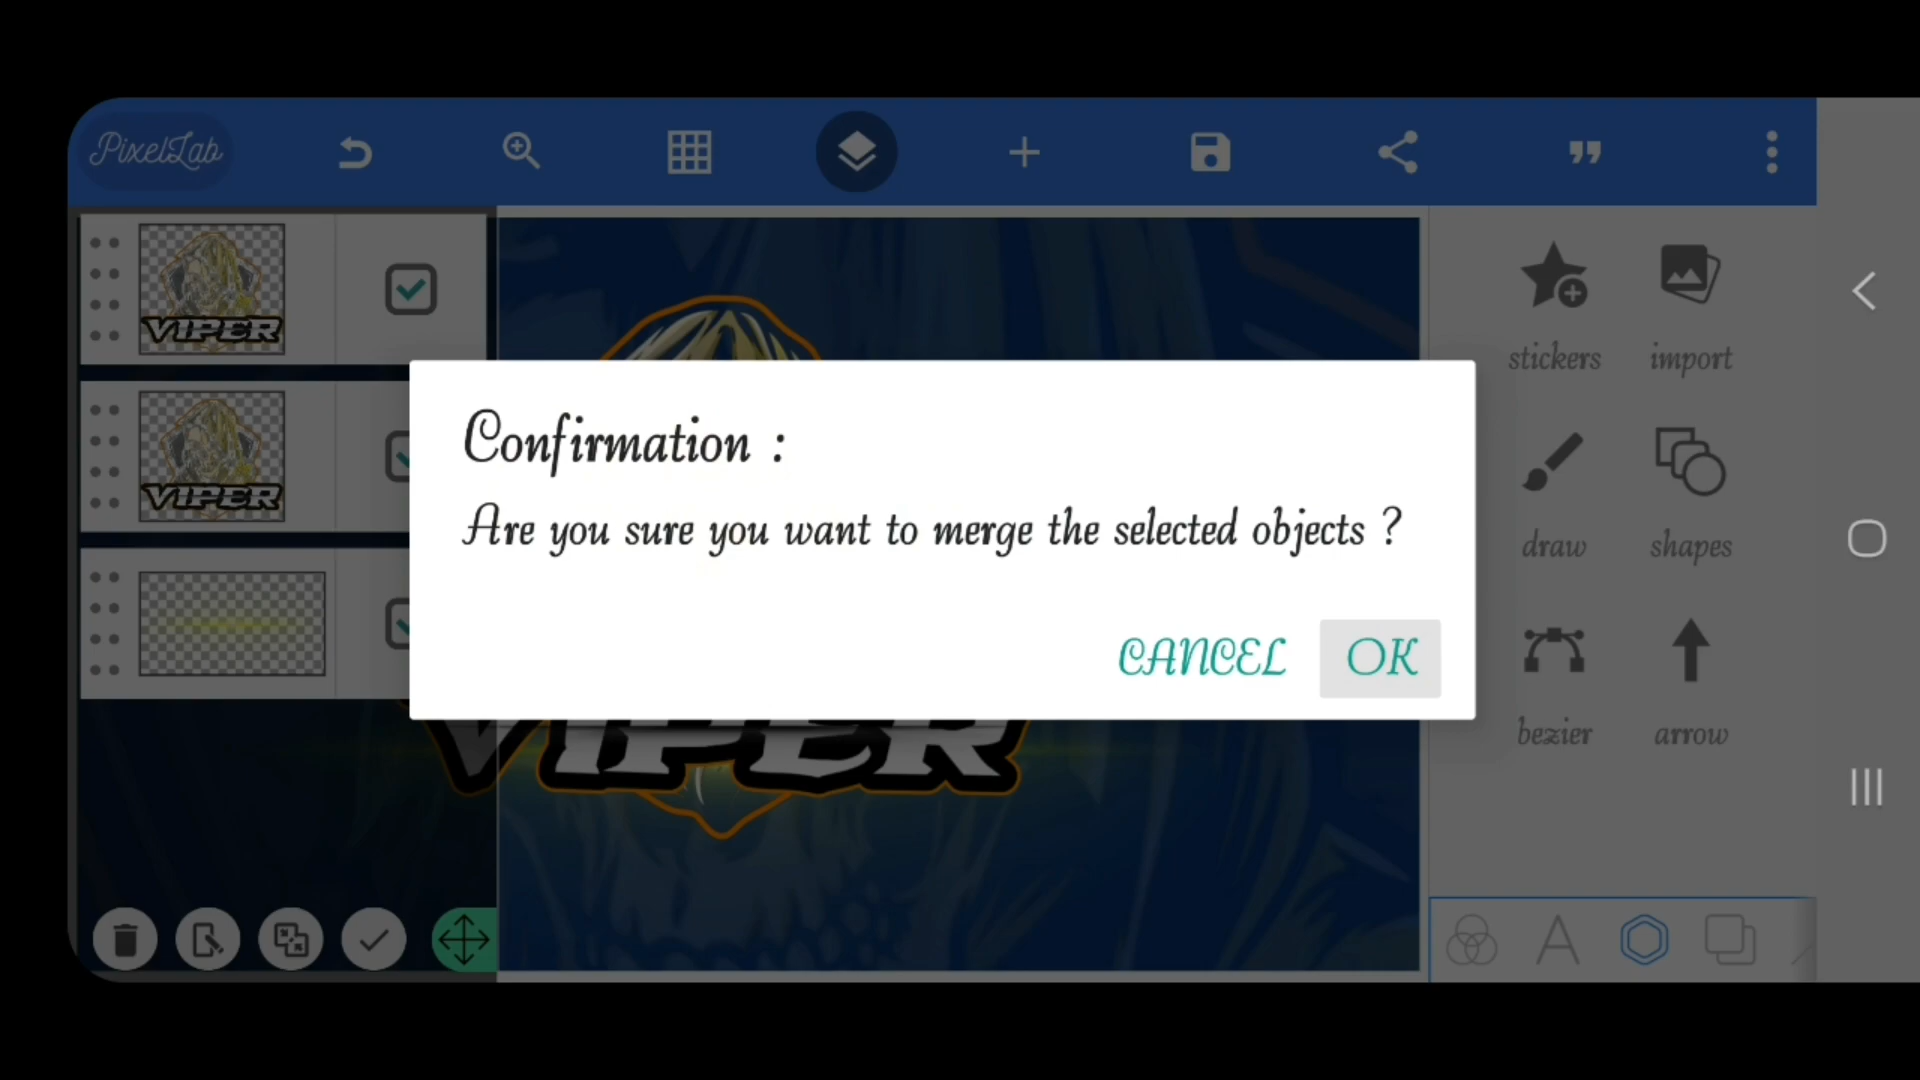 PixelLab
VIPER
VIPER
Confirmation :
Are you sure you want to merge the selected objects ?
CANCEL OK
VIPER
stickers import
draw shapes
bezier arrow